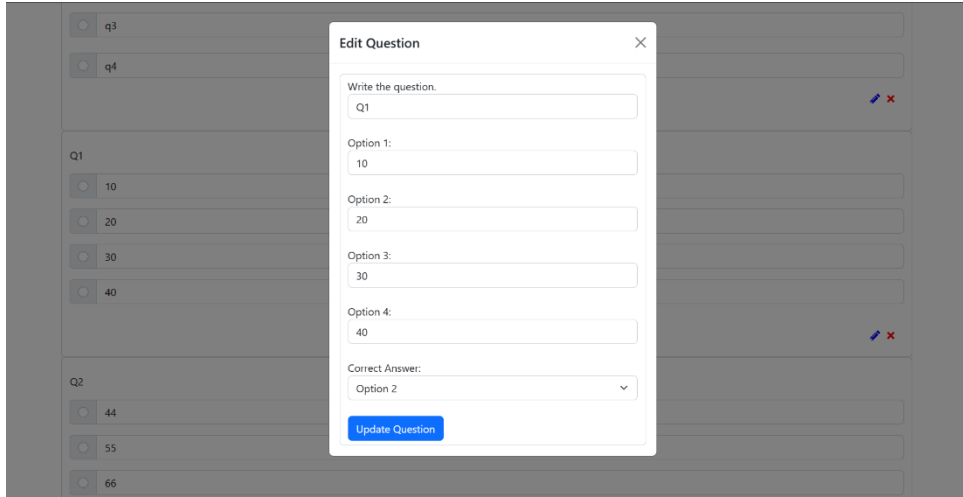 q3
q4
Q1
10
20
30
40
Q2
44
55
66
Edit Question
Write the question.
Q1
Option 1:
10
Option 2:
20
Option 3:
30
Option 4:
40
Correct Answer:
Option 2
Update Question